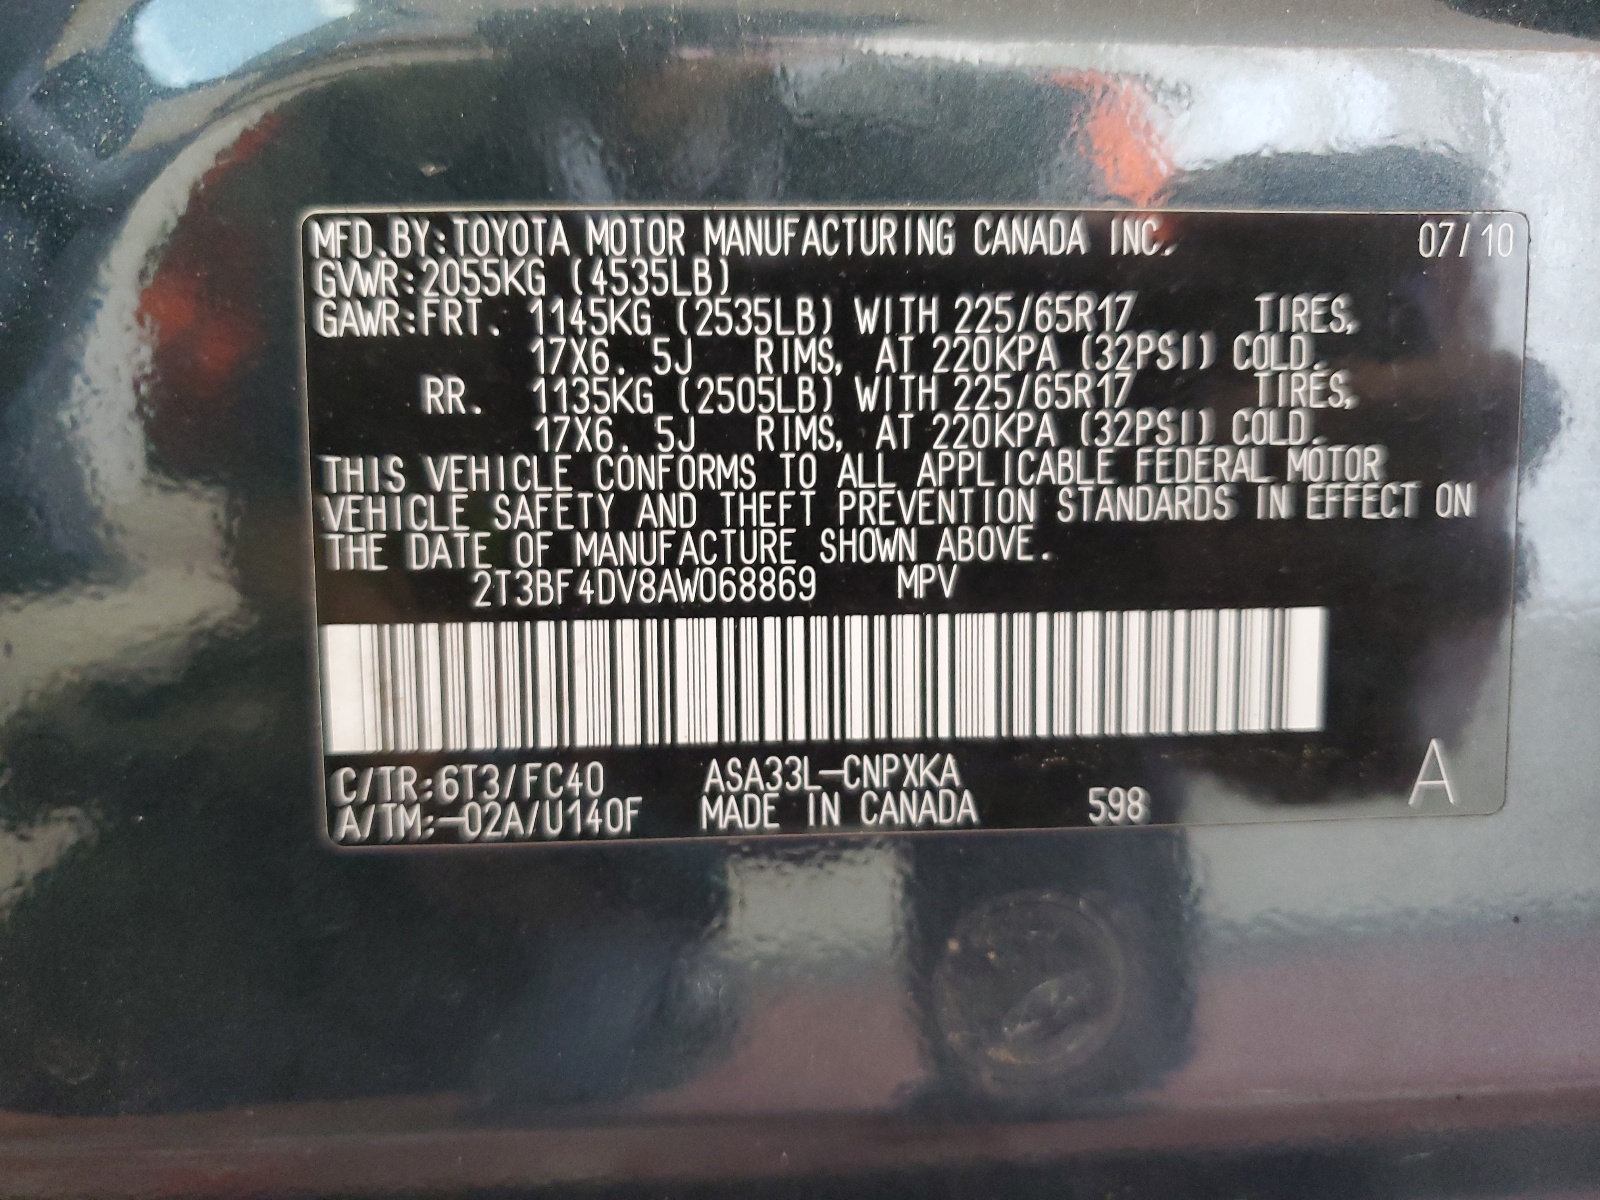 MFD.BY:TOYOTA MOTOR MANUFACTURING CANADA INC. 07/10
GVWR:2055KG (4535LB)
GAWR:FRT. 1145KG (2535LB) WITH 225/65R17 TIRES,
17X6.5J RIMS, AT 220KPA (32PSI) COLD.
RR. 1135KG (2505LB) WITH 225/65R17 TIRES,
17X6.5J RIMS, AT 220KPA (32PSI) COLD.
THIS VEHICLE CONFORMS TO ALL APPLICABLE FEDERAL MOTOR
VEHICLE SAFETY AND THEFT PREVENTION STANDARDS IN EFFECT ON
THE DATE OF MANUFACTURE SHOWN ABOVE.
2T3BF4DV8AW068869 MPV
C/TR:6T3/FC40 ASA33L-CNPXKA
A/TM:-02A/U140F MADE IN CANADA 598 A